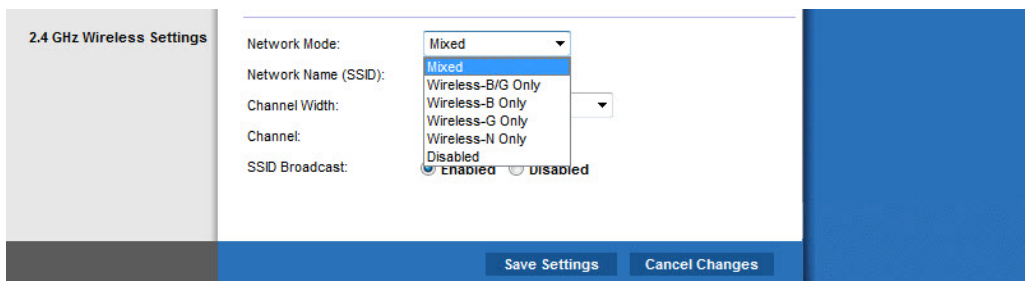 2.4 GHz Wireless Settings
Network Mode: Mixed
Mixed
Network Name (SSID):
Wireless-B/G Only
Channel Width:
Wireless-B Only
Wireless-G Only
Channel:
Wireless-N Only
Disabled
SSID Broadcast: Enabled Disabled
Save Settings Cancel Changes